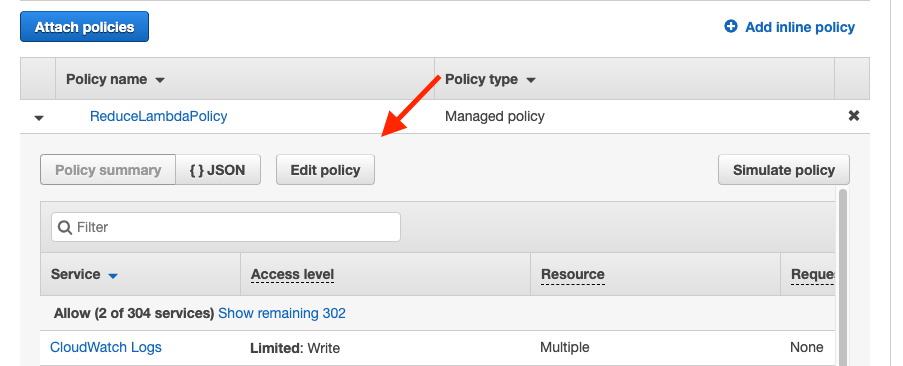 Attach policies
Add inline policy
Policy name
Policy type
ReduceLambdaPolicy
Managed policy
Policy summary
{ } JSON
Edit policy
Simulate policy
Filter
Service
Access level
Resource
Reque
Allow (2 of 304 services) Show remaining 302
CloudWatch Logs
Limited: Write
Multiple
None